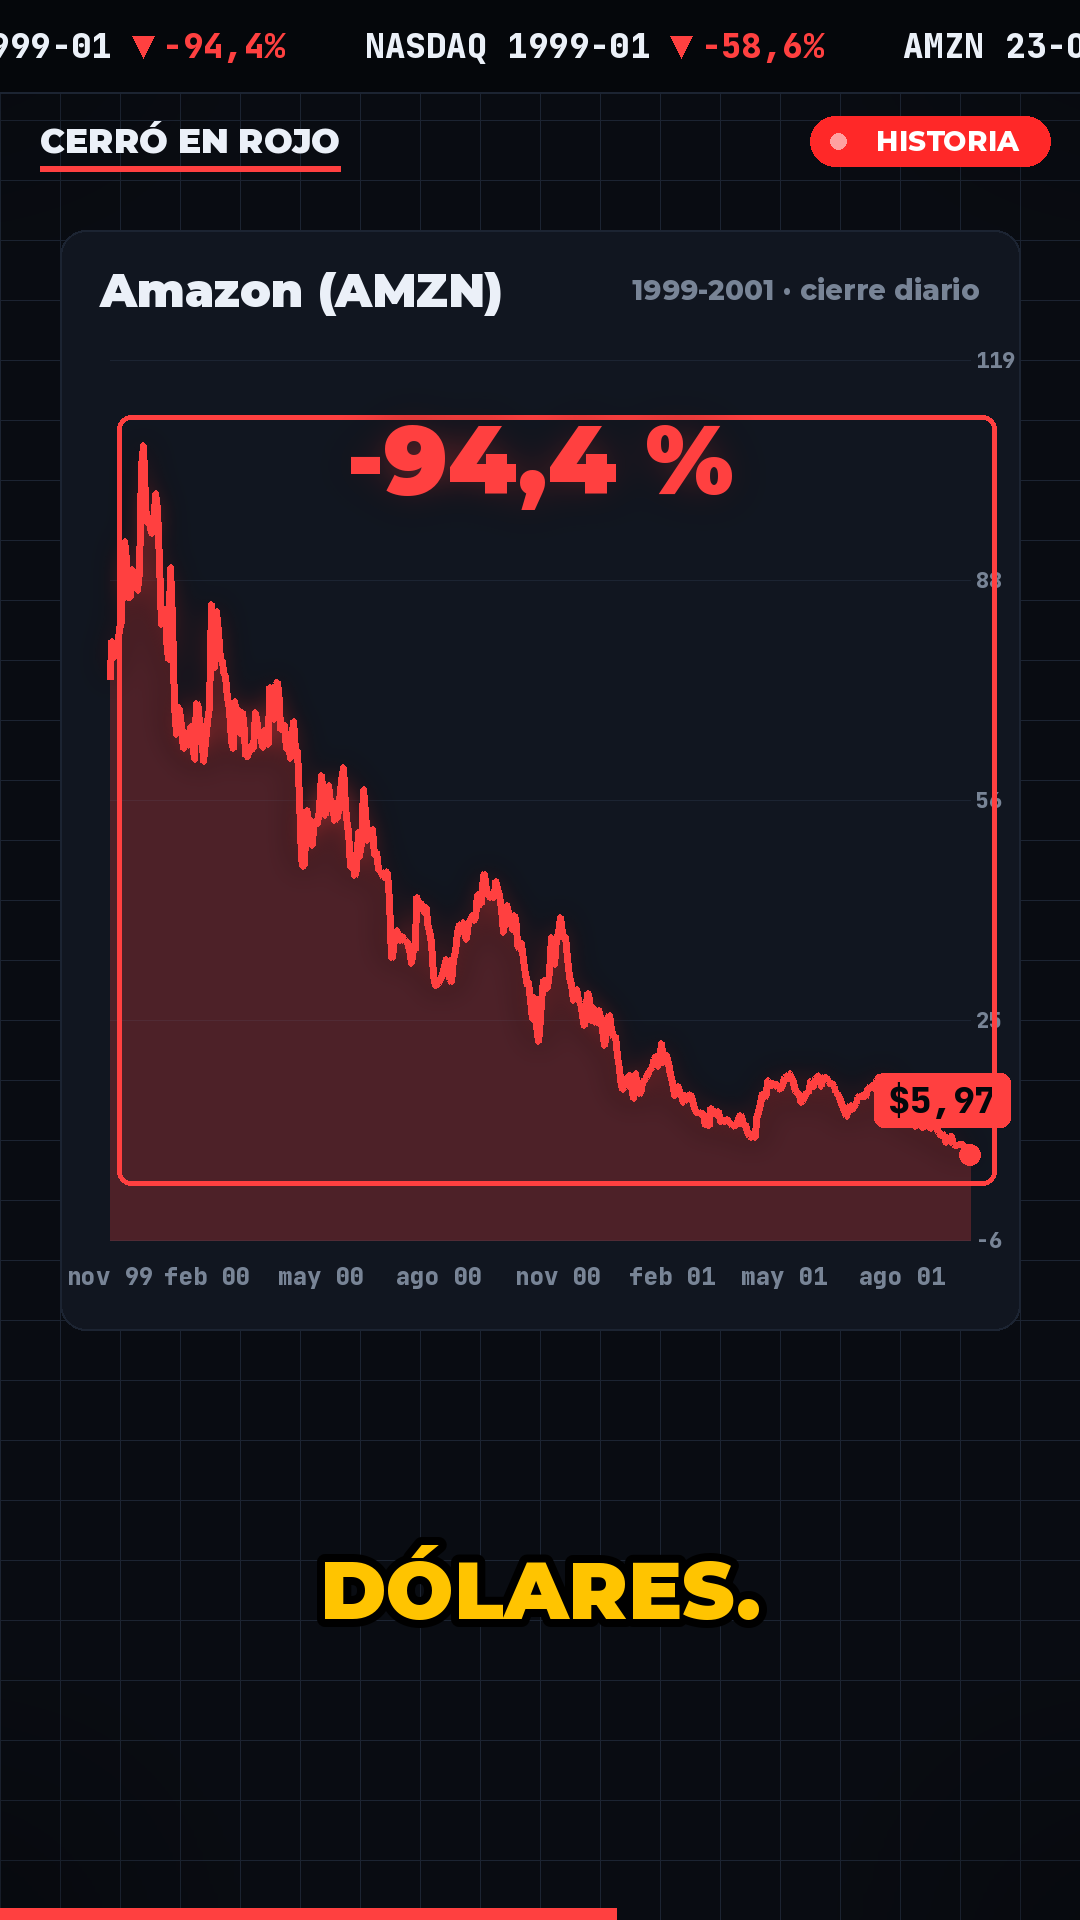 999-01 ▼-94,4% NASDAQ 1999-01 ▼-58,6% AMZN 23-0
CERRÓ EN ROJO
HISTORIA
Amazon (AMZN)
1999-2001 · cierre diario
119
-94,4 %
88
56
25
$5,97
-6
nov 99 feb 00 may 00 ago 00 nov 00 feb 01 may 01 ago 01
DÓLARES.